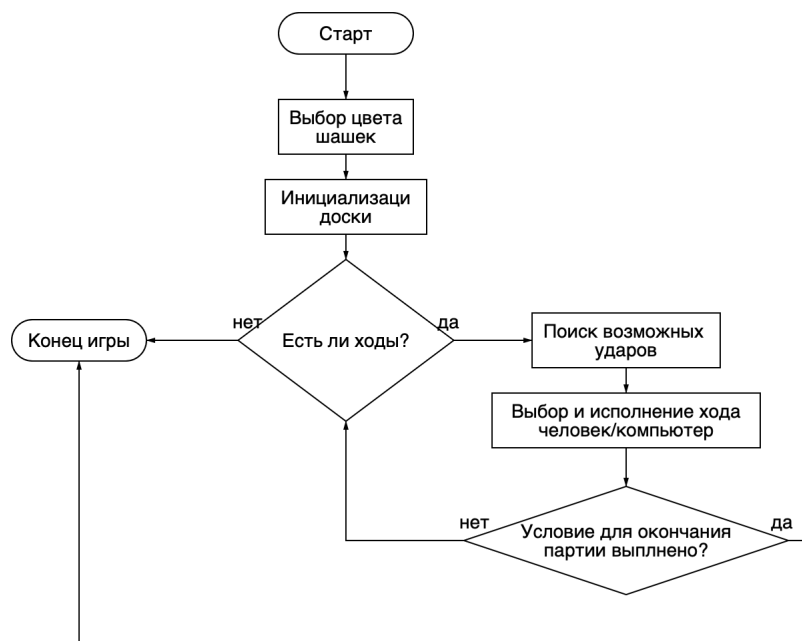 Старт
Выбор цвета
шашек
Инициализаци
доски
нет
Есть ли ходы?
да
Конец игры
Поиск возможных
ударов
Выбор и исполнение хода
человек/компьютер
нет
Условие для окончания
партии выплнено?
да